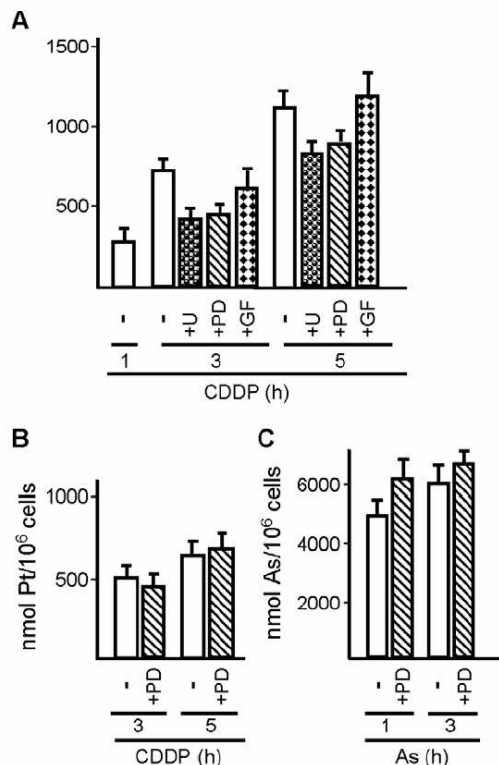 A
1500
1000
500
- - +U +PD +GF - +U +PD +GF
1 3 5
CDDP (h)
B
nmol Pt/10⁶ cells
1000
500
- +PD - +PD
3 5
CDDP (h)
C
nmol As/10⁶ cells
6000
4000
2000
- +PD - +PD
1 3
As (h)